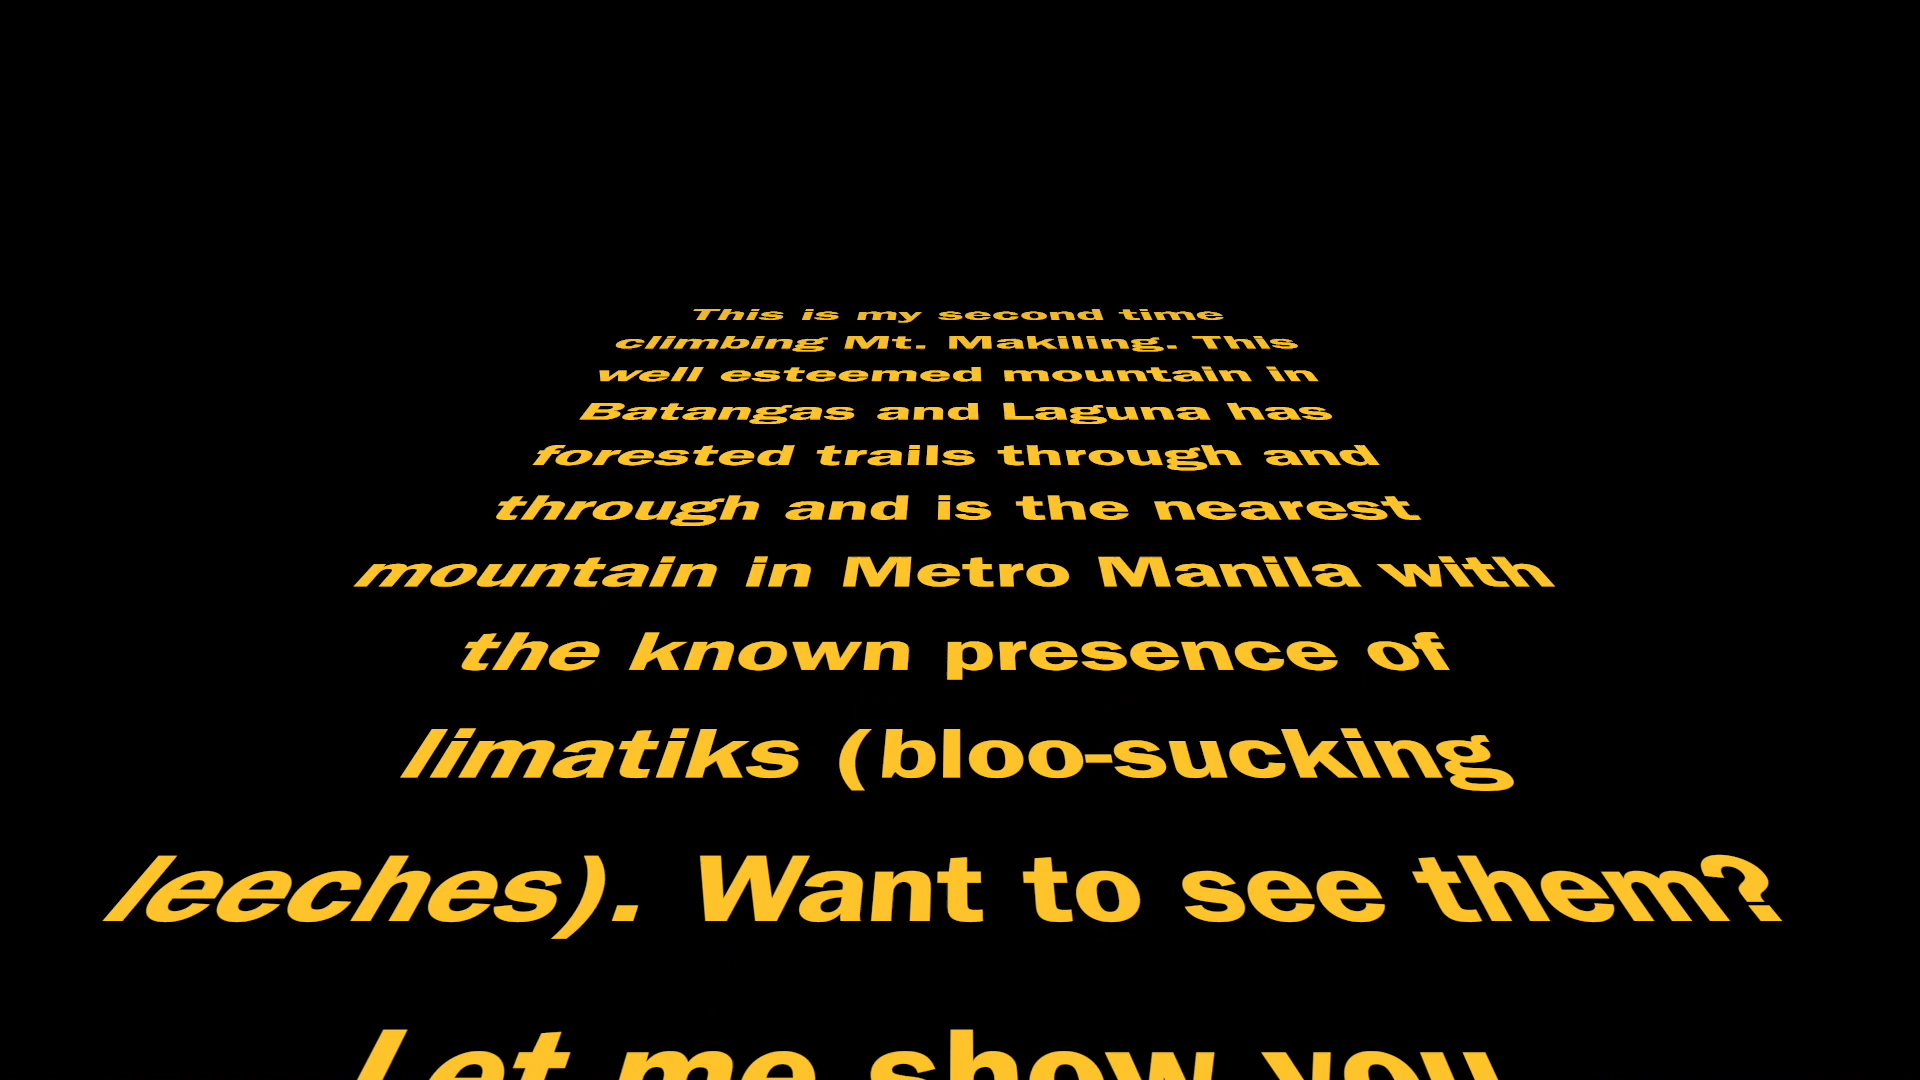 This is my second time
climbing Mt. Makiling. This
well esteemed mountain in
Batangas and Laguna has
forested trails through and
through and is the nearest
mountain in Metro Manila with
the known presence of
limatiks (bloo-sucking
leeches). Want to see them?
Let me show you